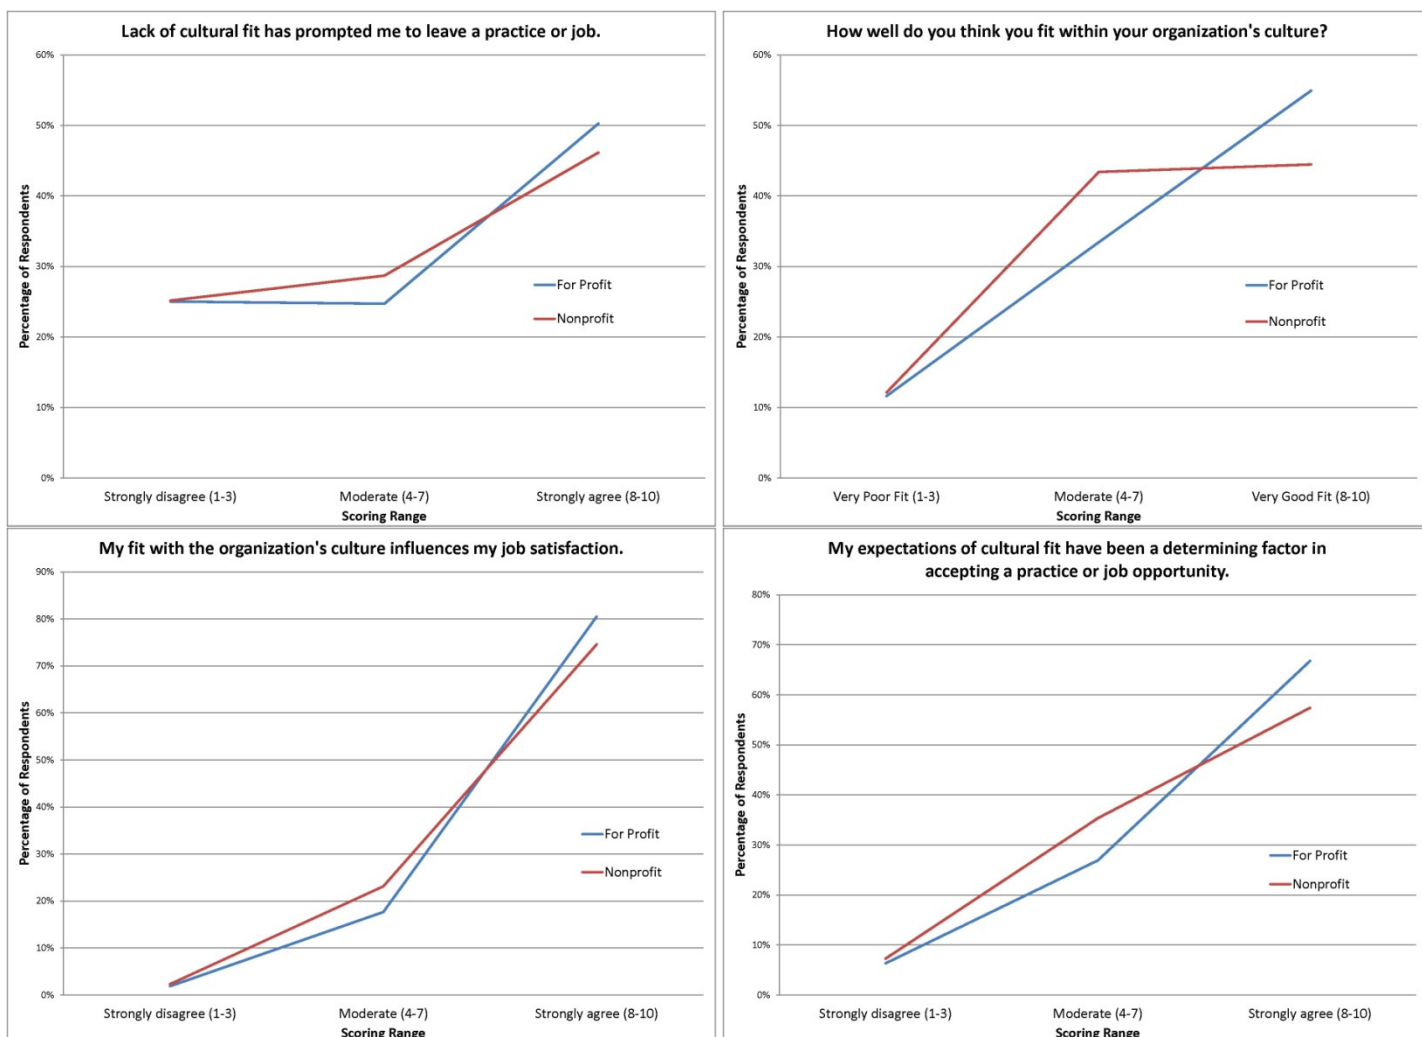 Lack of cultural fit has prompted me to leave a practice or job.
60%
50%
40%
30%
20%
10%
0%
Percentage of Respondents
For Profit
Nonprofit
Strongly disagree (1-3) Moderate (4-7) Strongly agree (8-10)
Scoring Range
How well do you think you fit within your organization's culture?
60%
50%
40%
30%
20%
10%
0%
Percentage of Respondents
For Profit
Nonprofit
Very Poor Fit (1-3) Moderate (4-7) Very Good Fit (8-10)
Scoring Range
My fit with the organization's culture influences my job satisfaction.
90%
80%
70%
60%
50%
40%
30%
20%
10%
0%
Percentage of Respondents
For Profit
Nonprofit
Strongly disagree (1-3) Moderate (4-7) Strongly agree (8-10)
Scoring Range
My expectations of cultural fit have been a determining factor in
accepting a practice or job opportunity.
80%
70%
60%
50%
40%
30%
20%
10%
0%
Percentage of Respondents
For Profit
Nonprofit
Strongly disagree (1-3) Moderate (4-7) Strongly agree (8-10)
Scoring Range